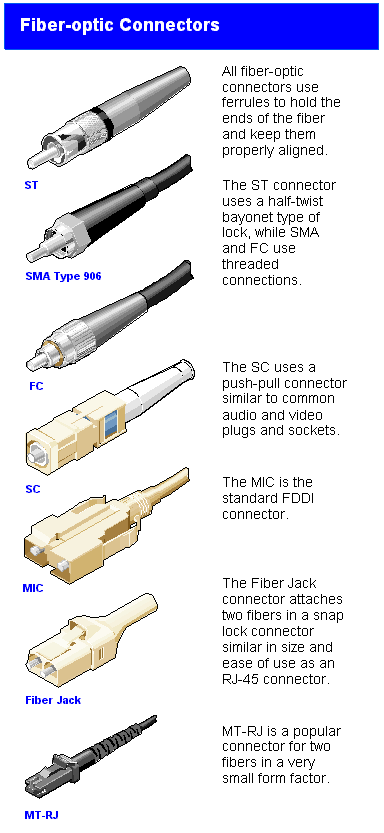 Fiber-optic Connectors
All fiber-optic
connectors use
ferrules to hold the
ends of the fiber
and keep them
properly aligned.
ST
The ST connector
uses a half-twist
bayonet type of
lock, while SMA
and FC use
threaded
connections.
SMA Type 906
FC
The SC uses a
push-pull connector
similar to common
audio and video
plugs and sockets.
SC
The MIC is the
standard FDDI
connector.
MIC
The Fiber Jack
connector attaches
two fibers in a snap
lock connector
similar in size and
ease of use as an
RJ-45 connector.
Fiber Jack
MT-RJ is a popular
connector for two
fibers in a very
small form factor.
MT-RJ